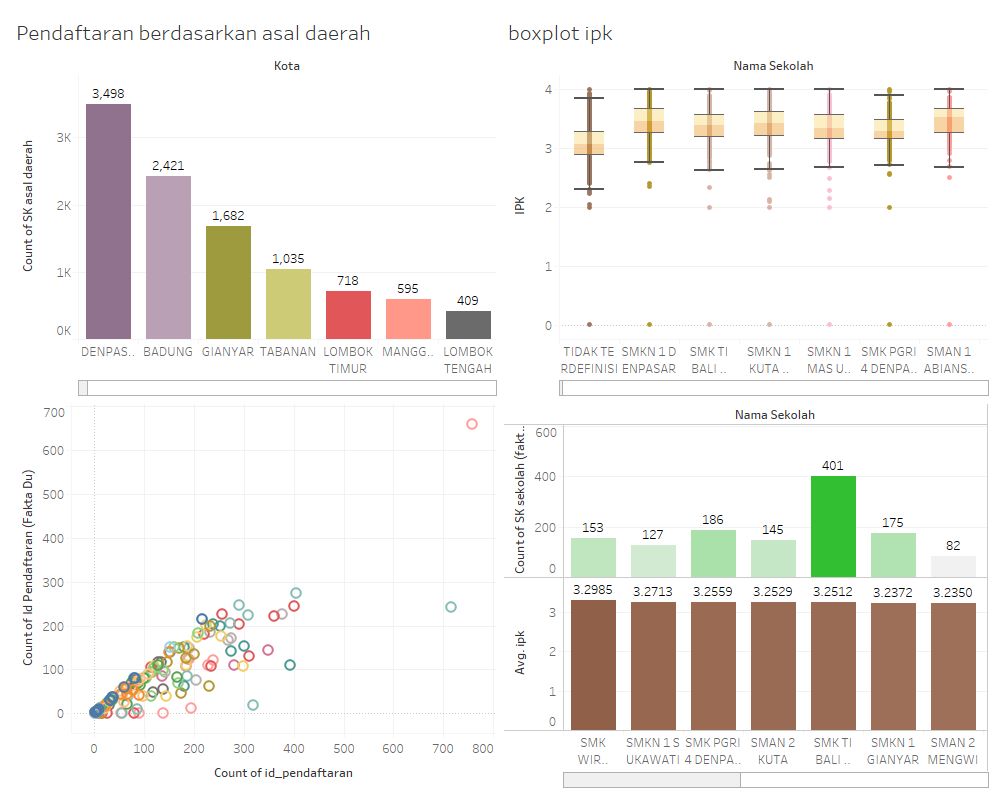 Pendaftaran berdasarkan asal daerah
Kota
Count of SK asal daerah
3K
2K
1K
0K
3,498
2,421
1,682
1,035
718
595
409
DENPAS..
BADUNG
GIANYAR
TABANAN
LOMBOK
TIMUR
MANGG..
LOMBOK
TENGAH
boxplot ipk
Nama Sekolah
IPK
4
3
2
1
0
TIDAK TE
RDEFINISI
SMKN 1 D
ENPASAR
SMK TI
BALI ..
SMKN 1
KUTA ..
SMKN 1
MAS U..
SMK PGRI
4 DENPA..
SMAN 1
ABIANS..
Count of Id Pendaftaran (Fakta Du)
700
600
500
400
300
200
100
0
0
100
200
300
400
500
600
700
800
Count of id_pendaftaran
Nama Sekolah
Count of SK sekolah (fakt..
600
400
200
0
153
127
186
145
401
175
82
Avg. ipk
3
2
1
0
3.2985
3.2713
3.2559
3.2529
3.2512
3.2372
3.2350
SMK
WIR..
SMKN 1 S
UKAWATI
SMK PGRI
4 DENPA..
SMAN 2
KUTA
SMK TI
BALI ..
SMKN 1
GIANYAR
SMAN 2
MENGWI